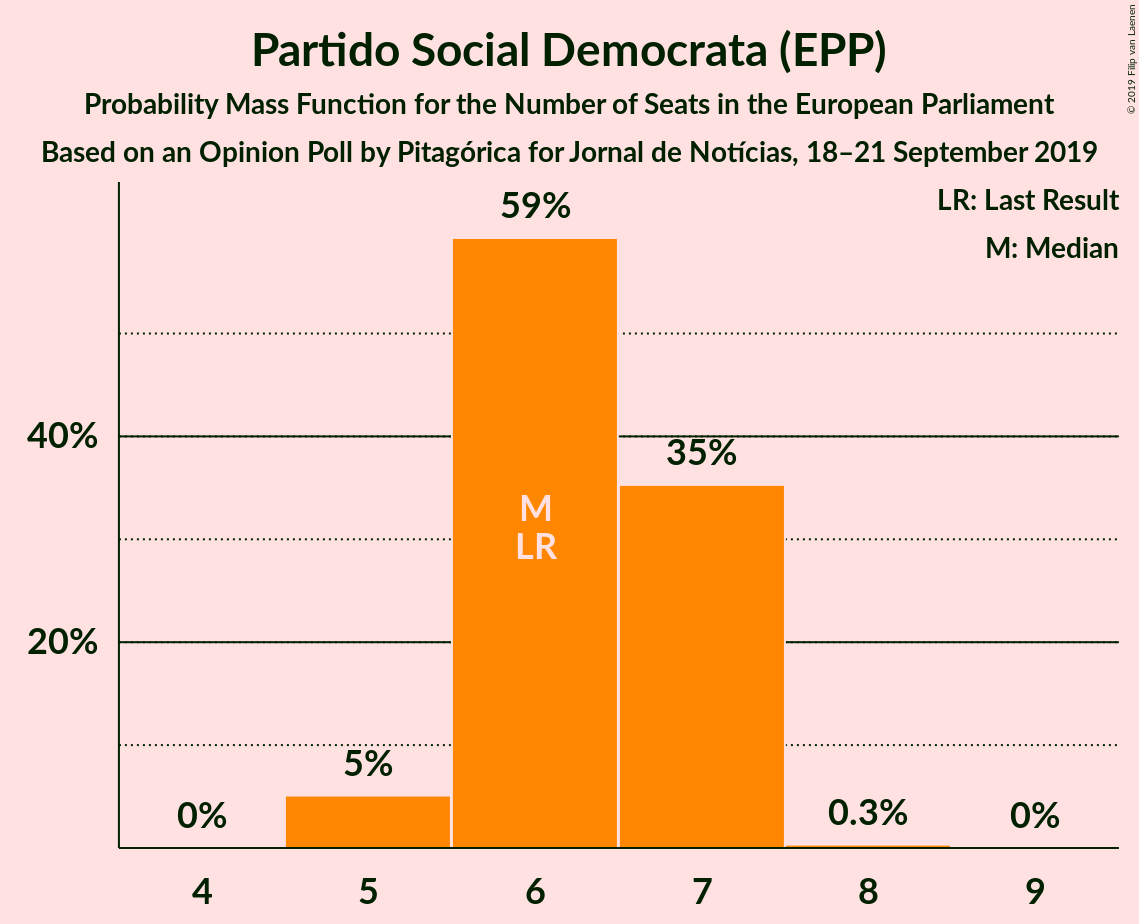 Partido Social Democrata (EPP)
Probability Mass Function for the Number of Seats in the European Parliament
Based on an Opinion Poll by Pitagórica for Jornal de Notícias, 18–21 September 2019
© 2019 Filip van Laenen
LR: Last Result
M: Median
59%
40%
35%
M
LR
20%
5%
0%
0.3%
0%
4 5 6 7 8 9